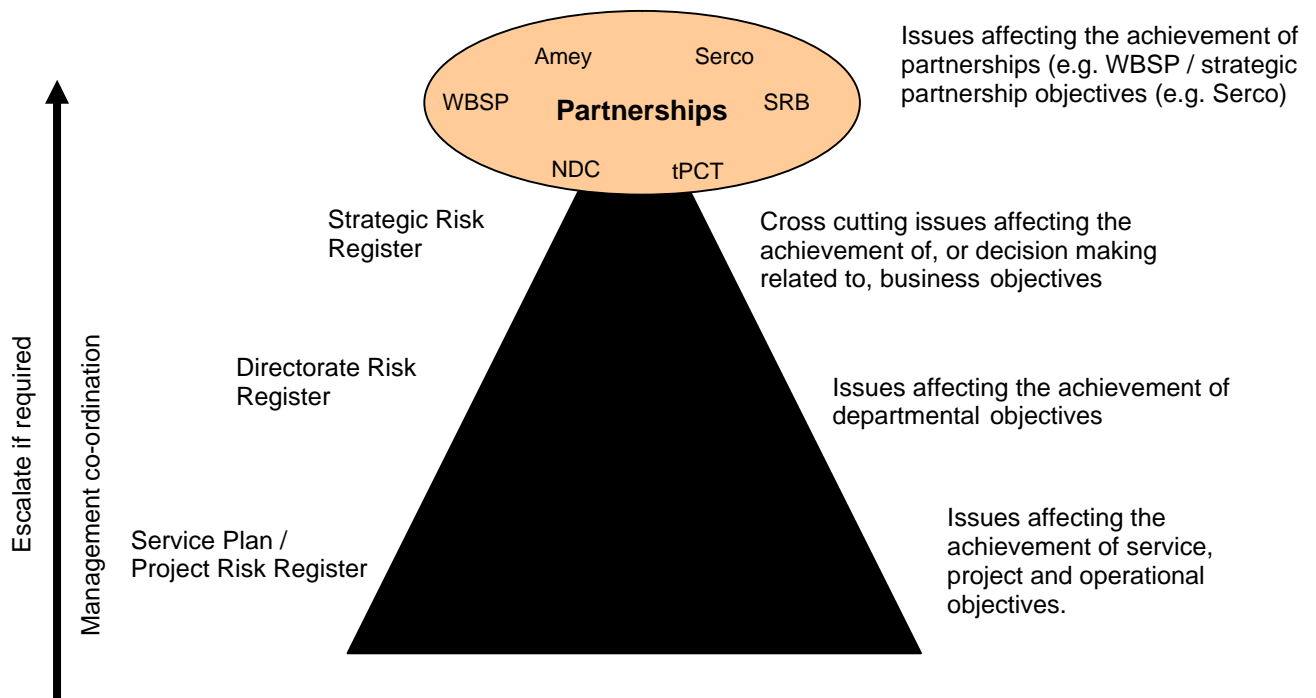 Amey
Serco
WBSP
Partnerships
SRB
NDC
tPCT
Issues affecting the achievement of
partnerships (e.g. WBSP / strategic
partnership objectives (e.g. Serco)
Strategic Risk
Register
Cross cutting issues affecting the
achievement of, or decision making
related to, business objectives
Directorate Risk
Register
Issues affecting the achievement of
departmental objectives
Service Plan /
Project Risk Register
Issues affecting the
achievement of service,
project and operational
objectives.
Escalate if required
Management co-ordination